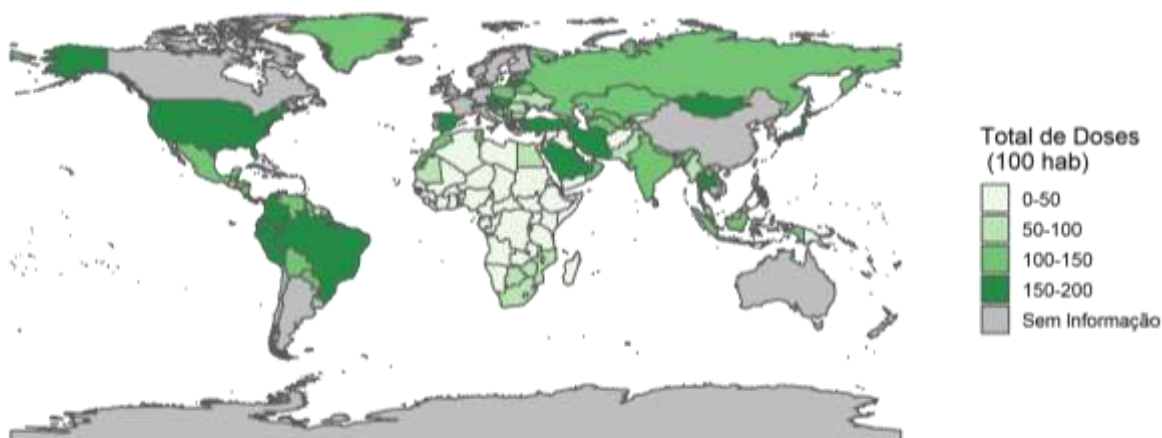 Total de Doses
(100 hab)
0-50
50-100
100-150
150-200
Sem Informação